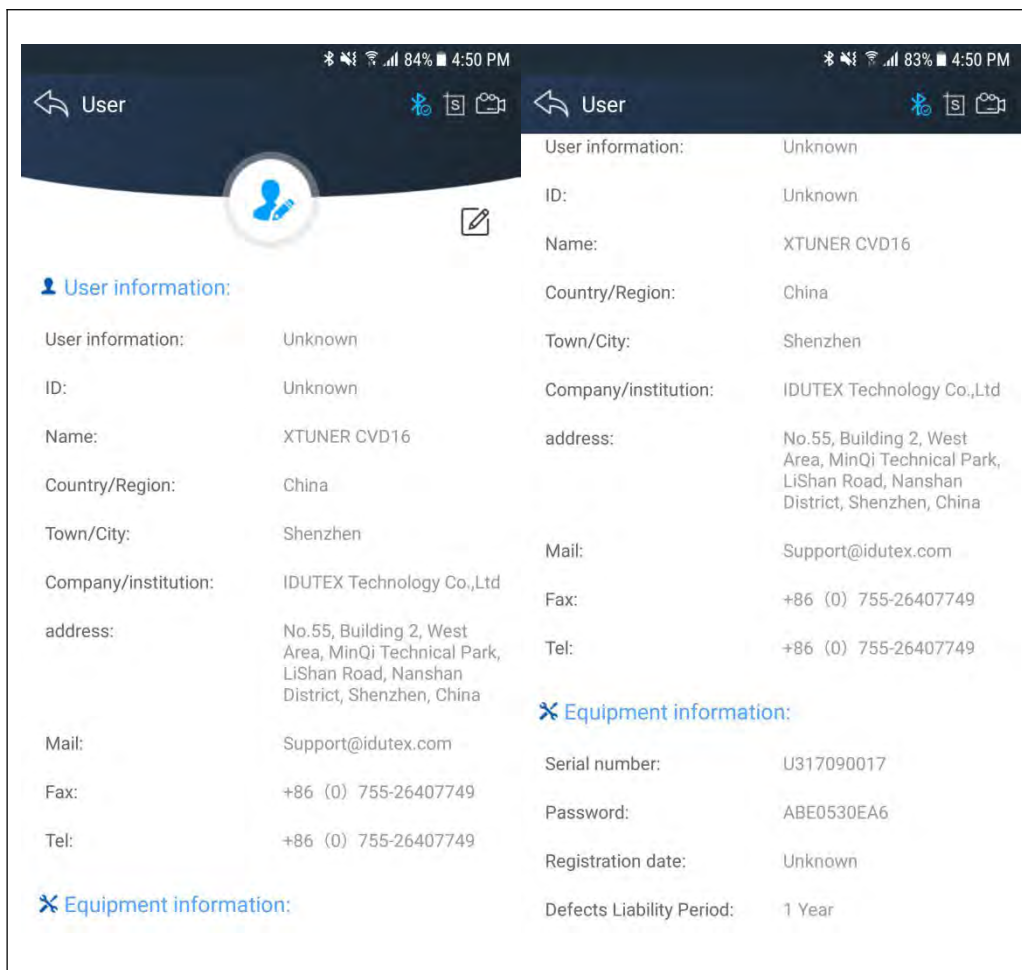 84% 4:50 PM
User
User information:
User information: Unknown
ID: Unknown
Name: XTUNER CVD16
Country/Region: China
Town/City: Shenzhen
Company/institution: IDUTEX Technology Co.,Ltd
address: No.55, Building 2, West
Area, MinQi Technical Park,
LiShan Road, Nanshan
District, Shenzhen, China
Mail: Support@idutex.com
Fax: +86（0）755-26407749
Tel: +86（0）755-26407749
Equipment information:
83% 4:50 PM
User
S
User information: Unknown
ID: Unknown
Name: XTUNER CVD16
Country/Region: China
Town/City: Shenzhen
Company/institution: IDUTEX Technology Co.,Ltd
address: No.55, Building 2, West
Area, MinQi Technical Park,
LiShan Road, Nanshan
District, Shenzhen, China
Mail: Support@idutex.com
Fax: +86（0）755-26407749
Tel: +86（0）755-26407749
Equipment information:
Serial number: U317090017
Password: ABE0530EA6
Registration date: Unknown
Defects Liability Period: 1 Year